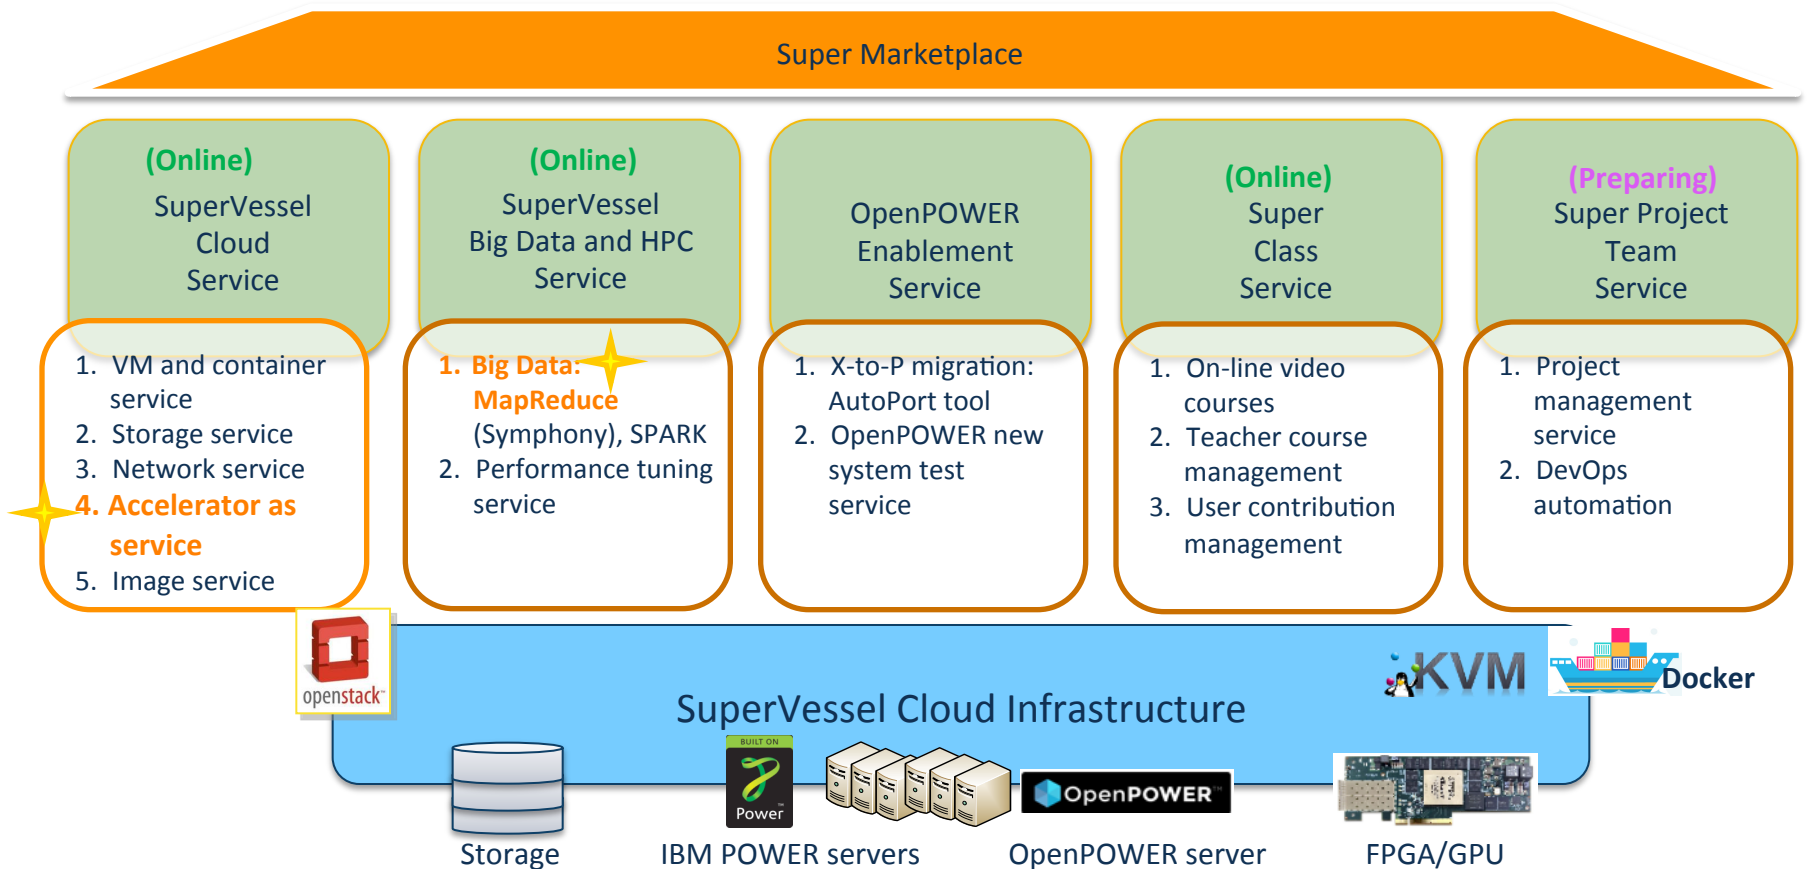 Super Marketplace
(Online)
SuperVessel
Cloud
Service
1. VM and container
service
2. Storage service
3. Network service
4. Accelerator as
service
5. Image service
(Online)
SuperVessel
Big Data and HPC
Service
1. Big Data:
MapReduce
(Symphony), SPARK
2. Performance tuning
service
OpenPOWER
Enablement
Service
1. X-to-P migration:
AutoPort tool
2. OpenPOWER new
system test
service
(Online)
Super
Class
Service
1. On-line video
courses
2. Teacher course
management
3. User contribution
management
(Preparing)
Super Project
Team
Service
1. Project
management
service
2. DevOps
automation
openstack™
KVM
Docker
SuperVessel Cloud Infrastructure
BUILT ON
Power™
OpenPOWER™
Storage
IBM POWER servers
OpenPOWER server
FPGA/GPU